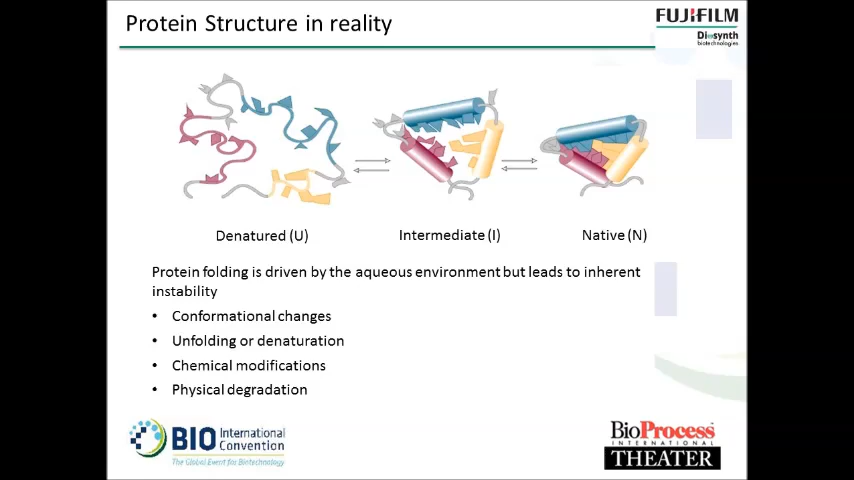 Protein Structure in reality
FUJIFILM
Diosynth
biotechnologies
Denatured (U)
Intermediate (I)
Native (N)
Protein folding is driven by the aqueous environment but leads to inherent
instability
• Conformational changes
• Unfolding or denaturation
• Chemical modifications
• Physical degradation
BIO International
Convention
The Global Event for Biotechnology
BioProcess
INTERNATIONAL
THEATER